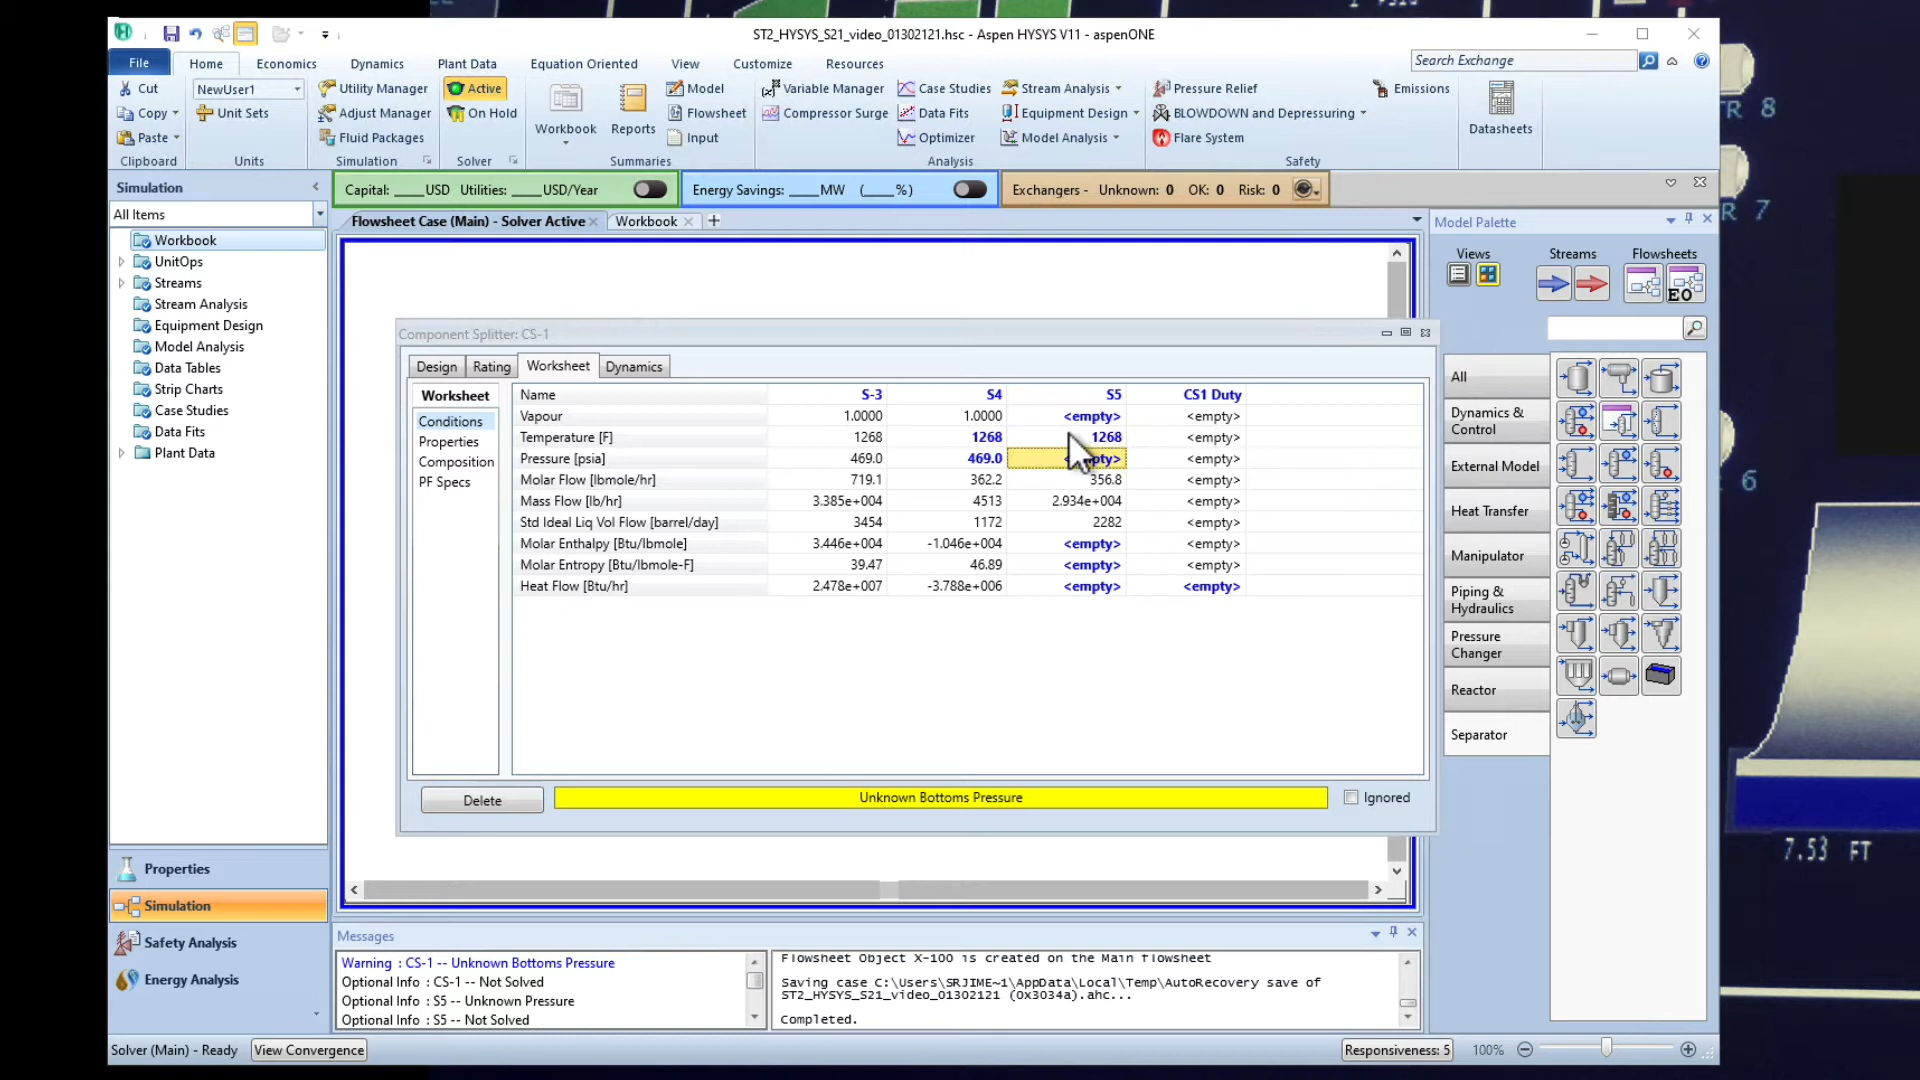 ST2_HYSYS_S21_video_01302121.hsc - Aspen HYSYS V11 - aspenONE
File Home Economics Dynamics Plant Data Equation Oriented View Customize Resources
Search Exchange
Cut
Copy
Paste
Clipboard
NewUser1
Unit Sets
Units
Utility Manager
Adjust Manager
Fluid Packages
Simulation
Active
On Hold
Solver
Workbook
Reports
Model
Flowsheet
Input
Summaries
Variable Manager
Compressor Surge
Case Studies
Data Fits
Optimizer
Stream Analysis
Equipment Design
Model Analysis
Analysis
Pressure Relief
BLOWDOWN and Depressuring
Flare System
Safety
Emissions
Datasheets
Simulation
All Items
Workbook
UnitOps
Streams
Stream Analysis
Equipment Design
Model Analysis
Data Tables
Strip Charts
Case Studies
Data Fits
Plant Data
Properties
Simulation
Safety Analysis
Energy Analysis
Capital: ____USD Utilities: ____USD/Year
Energy Savings: ____MW (____%)
Exchangers - Unknown: 0 OK: 0 Risk: 0
Flowsheet Case (Main) - Solver Active
Workbook
Component Splitter: CS-1
Design Rating Worksheet Dynamics
Worksheet
Conditions
Properties
Composition
PF Specs
Name S-3 S4 S5 CS1 Duty
Vapour 1.0000 1.0000 <empty> <empty>
Temperature [F] 1268 1268 1268 <empty>
Pressure [psia] 469.0 469.0 <empty>
Molar Flow [lbmole/hr] 719.1 362.2 356.8 <empty>
Mass Flow [lb/hr] 3.385e+004 4513 2.934e+004 <empty>
Std Ideal Liq Vol Flow [barrel/day] 3454 1172 2282 <empty>
Molar Enthalpy [Btu/lbmole] 3.446e+004 -1.046e+004 <empty> <empty>
Molar Entropy [Btu/lbmole-F] 39.47 46.89 <empty> <empty>
Heat Flow [Btu/hr] 2.478e+007 -3.788e+006 <empty> <empty>
Delete
Unknown Bottoms Pressure
Ignored
Model Palette
Views Streams Flowsheets
EO
All
Dynamics & Control
External Model
Heat Transfer
Manipulator
Piping & Hydraulics
Pressure Changer
Reactor
Separator
Messages
Warning : CS-1 -- Unknown Bottoms Pressure
Optional Info : CS-1 -- Not Solved
Optional Info : S5 -- Unknown Pressure
Optional Info : S5 -- Not Solved
Flowsheet Object X-100 is created on the Main flowsheet
Saving case C:\Users\SRJIME~1\AppData\Local\Temp\AutoRecovery save of
ST2_HYSYS_S21_video_01302121 (0x3034a).ahc...
Completed.
Solver (Main) - Ready
View Convergence
Responsiveness: 5
100%
TR 8
R 7
6
7.53 FT